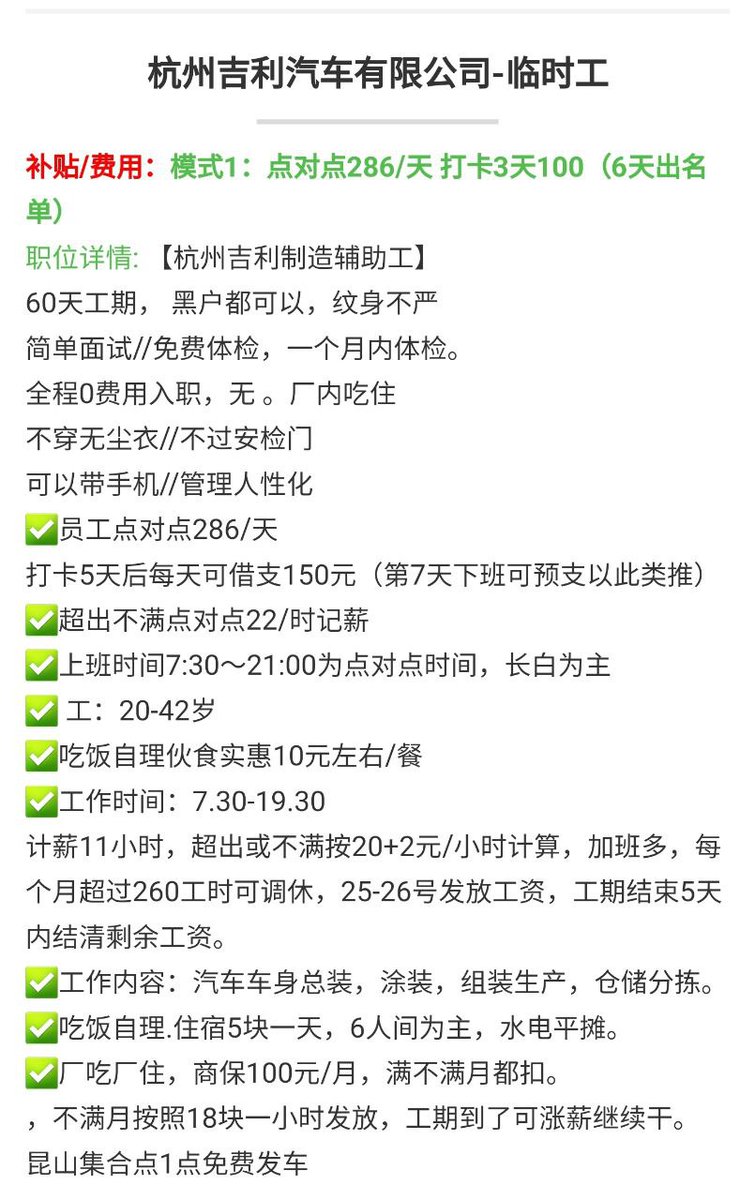 杭州吉利汽车有限公司-临时工
补贴/费用：模式1：点对点286/天 打卡3天100（6天出名
单）
职位详情: 【杭州吉利制造辅助工】
60天工期， 黑户都可以，纹身不严
简单面试//免费体检，一个月内体检。
全程0费用入职，无 。厂内吃住
不穿无尘衣//不过安检门
可以带手机//管理人性化
✅员工点对点286/天
打卡5天后每天可借支150元（第7天下班可预支以此类推）
✅超出不满点对点22/时记薪
✅上班时间7:30～21:00为点对点时间，长白为主
✅ 工：20-42岁
✅吃饭自理伙食实惠10元左右/餐
✅工作时间：7.30-19.30
计薪11小时，超出或不满按20+2元/小时计算，加班多，每
个月超过260工时可调休，25-26号发放工资，工期结束5天
内结清剩余工资。
✅工作内容：汽车车身总装，涂装，组装生产，仓储分拣。
✅吃饭自理.住宿5块一天，6人间为主，水电平摊。
✅厂吃厂住，商保100元/月，满不满月都扣。
，不满月按照18块一小时发放，工期到了可涨薪继续干。
昆山集合点1点免费发车